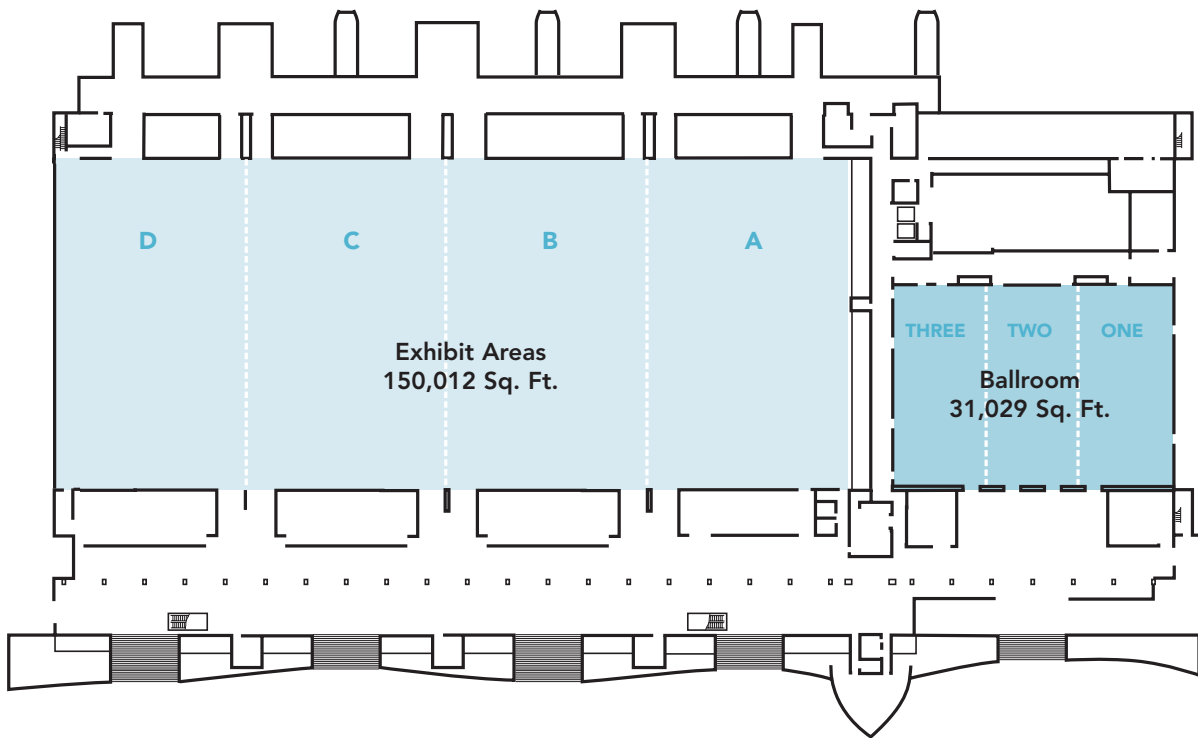 D
C
B
A
Exhibit Areas
150,012 Sq. Ft.
THREE
TWO
ONE
Ballroom
31,029 Sq. Ft.